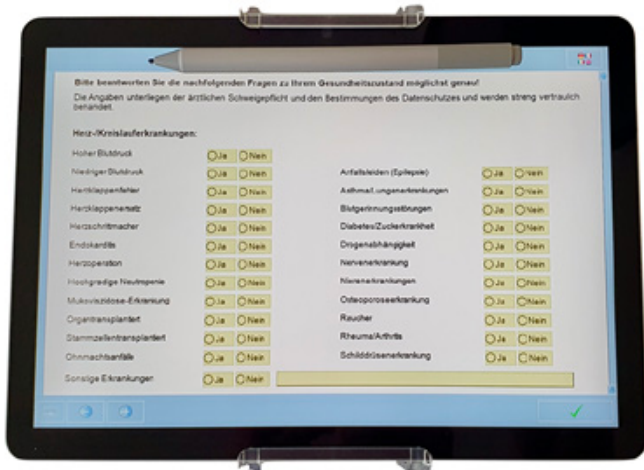 Bitte beantworten Sie die nachfolgenden Fragen zu Ihrem Gesundheitszustand möglichst genau!
Die Angaben unterliegen der ärztlichen Schweigepflicht und den Bestimmungen des Datenschutzes und werden streng vertraulich
behandelt.
Herz-/Kreislauferkrankungen:
Hoher Blutdruck Ja Nein
Niedriger Blutdruck Ja Nein Anfallsleiden (Epilepsie) Ja Nein
Herzklappenfehler Ja Nein Asthma/Lungenerkrankungen Ja Nein
Herzklappenersatz Ja Nein Blutgerinnungsstörungen Ja Nein
Herzschrittmacher Ja Nein Diabetes/Zuckerkrankheit Ja Nein
Endokarditis Ja Nein Drogenabhängigkeit Ja Nein
Herzoperation Ja Nein Nervenerkrankung Ja Nein
Hochgradige Neutropenie Ja Nein Nierenerkrankungen Ja Nein
Mukoviszidose-Erkrankung Ja Nein Osteoporoseerkrankung Ja Nein
Organtransplantiert Ja Nein Raucher Ja Nein
Stammzellentransplantiert Ja Nein Rheuma/Arthritis Ja Nein
Ohnmachtsanfälle Ja Nein Schilddrüsenerkrankung Ja Nein
Sonstige Erkrankungen Ja Nein